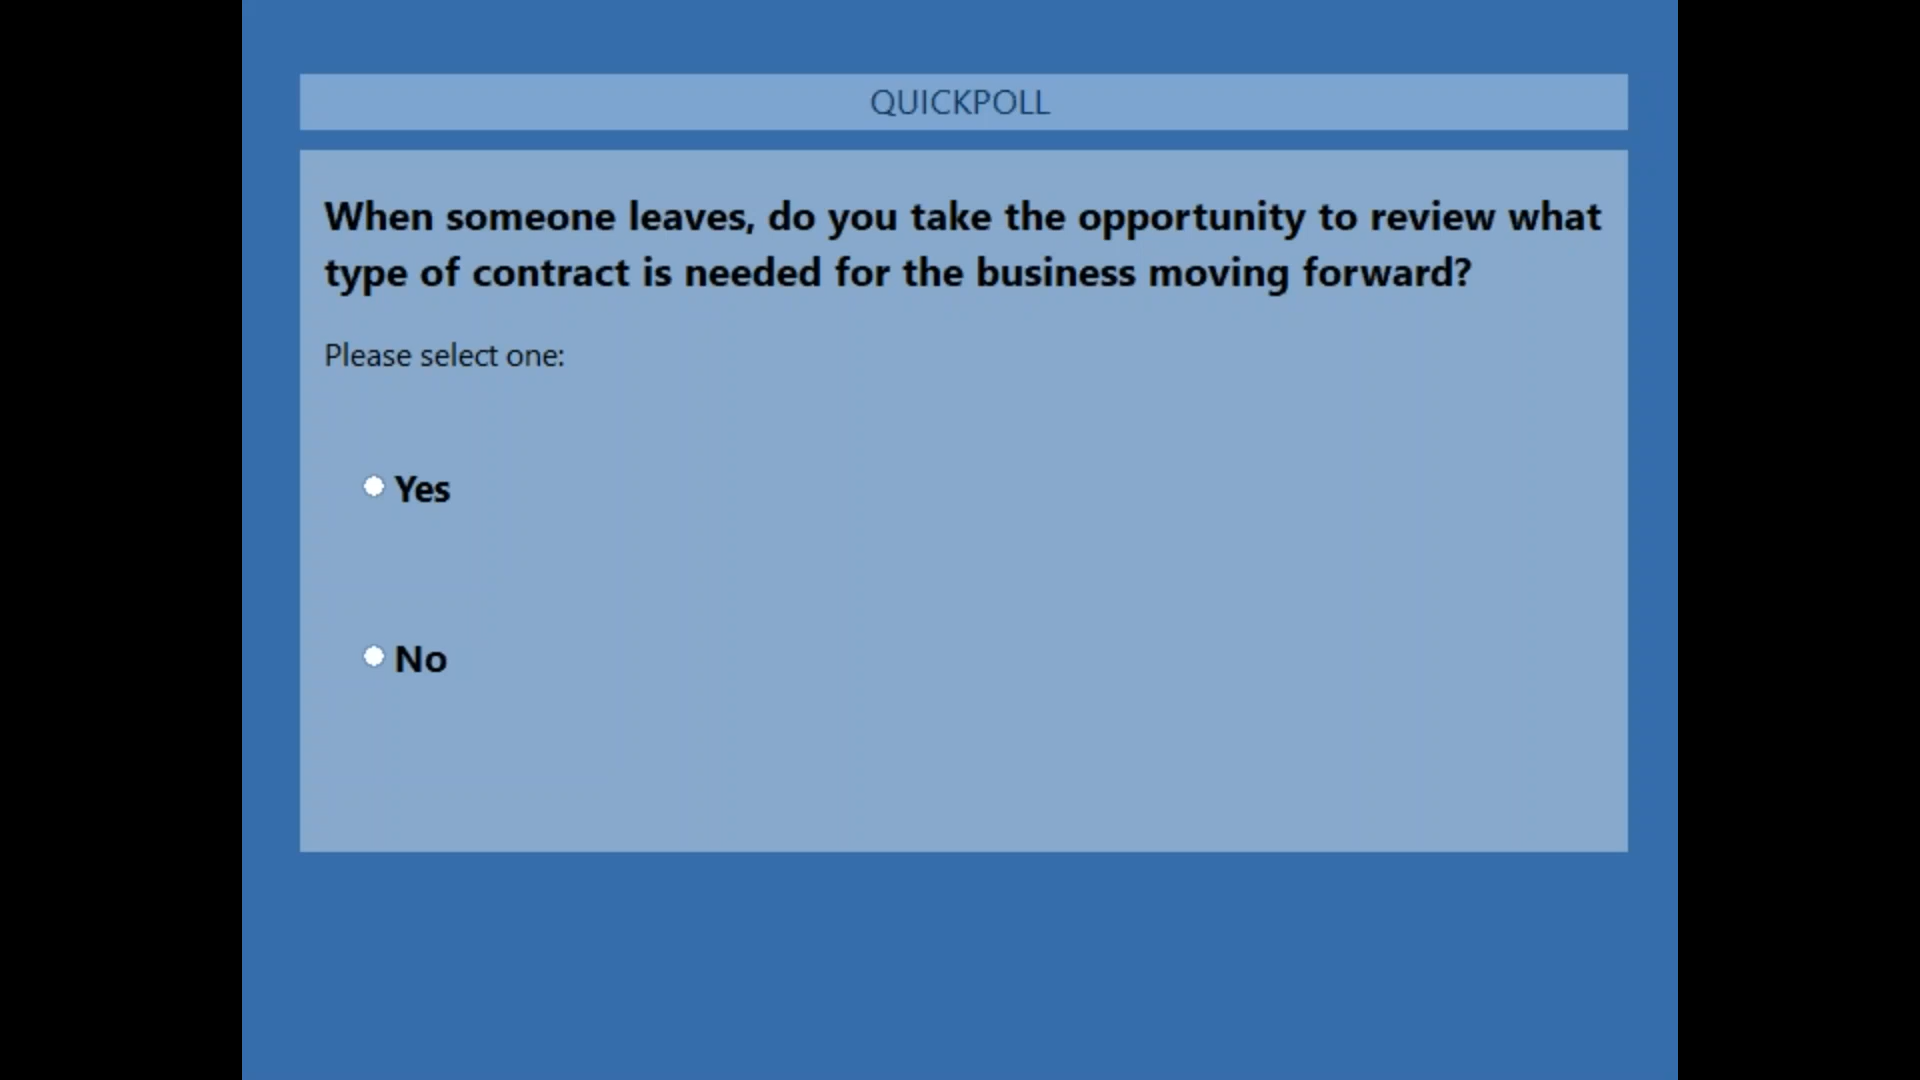 QUICKPOLL
When someone leaves, do you take the opportunity to review what
type of contract is needed for the business moving forward?
Please select one:
Yes
No